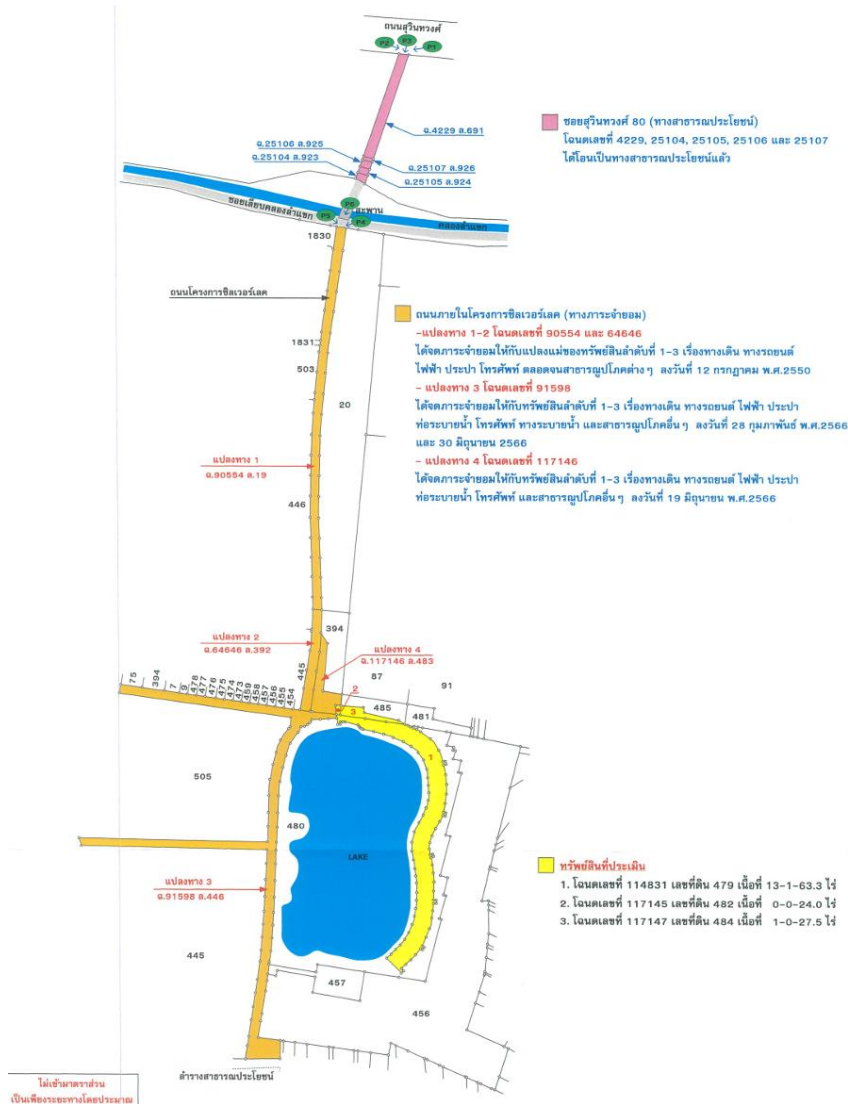 ถนนสุวินทวงศ์
P2 P3 P1
ฉ.4229 ล.691
ฉ.25106 ล.925
ฉ.25104 ล.923
ฉ.25107 ล.926
ฉ.25105 ล.924
ซอยสุวินทวงศ์ 80 (ทางสาธารณประโยชน์)
โฉนดเลขที่ 4229, 25104, 25105, 25106 และ 25107
ได้โอนเป็นทางสาธารณประโยชน์แล้ว
P6
สะพาน
P5 P4
ซอยเลียบคลองลำแขก
คลองลำแขก
1830
ถนนโครงการซิลเวอร์เลค
1831
503
20
ถนนภายในโครงการซิลเวอร์เลค (ทางภาระจำยอม)
-แปลงทาง 1-2 โฉนดเลขที่ 90554 และ 64646
ได้จดภาระจำยอมให้กับแปลงแม่ของทรัพย์สินลำดับที่ 1-3 เรื่องทางเดิน ทางรถยนต์
ไฟฟ้า ประปา โทรศัพท์ ตลอดจนสาธารณูปโภคต่างๆ ลงวันที่ 12 กรกฎาคม พ.ศ.2550
- แปลงทาง 3 โฉนดเลขที่ 91598
ได้จดภาระจำยอมให้กับทรัพย์สินลำดับที่ 1-3 เรื่องทางเดิน ทางรถยนต์ ไฟฟ้า ประปา
ท่อระบายน้ำ โทรศัพท์ ทางระบายน้ำ และสาธารณูปโภคอื่นๆ ลงวันที่ 28 กุมภาพันธ์ พ.ศ.2566
และ 30 มิถุนายน 2566
- แปลงทาง 4 โฉนดเลขที่ 117146
ได้จดภาระจำยอมให้กับทรัพย์สินลำดับที่ 1-3 เรื่องทางเดิน ทางรถยนต์ ไฟฟ้า ประปา
ท่อระบายน้ำ โทรศัพท์ และสาธารณูปโภคอื่นๆ ลงวันที่ 19 มิถุนายน พ.ศ.2566
แปลงทาง 1
ฉ.90554 ล.19
446
394
แปลงทาง 2
ฉ.64646 ล.392
แปลงทาง 4
ฉ.117146 ล.483
445
87
91
75 394 7 9 478 477 476 475 474 473 459 458 457 456 455 454
2
3
485
481
1
505
480
LAKE
แปลงทาง 3
ฉ.91598 ล.446
445
457
456
ทรัพย์สินที่ประเมิน
1. โฉนดเลขที่ 114831 เลขที่ดิน 479 เนื้อที่ 13-1-63.3 ไร่
2. โฉนดเลขที่ 117145 เลขที่ดิน 482 เนื้อที่ 0-0-24.0 ไร่
3. โฉนดเลขที่ 117147 เลขที่ดิน 484 เนื้อที่ 1-0-27.5 ไร่
ลำรางสาธารณประโยชน์
ไม่เข้ามาตราส่วน
เป็นเพียงระยะทางโดยประมาณ